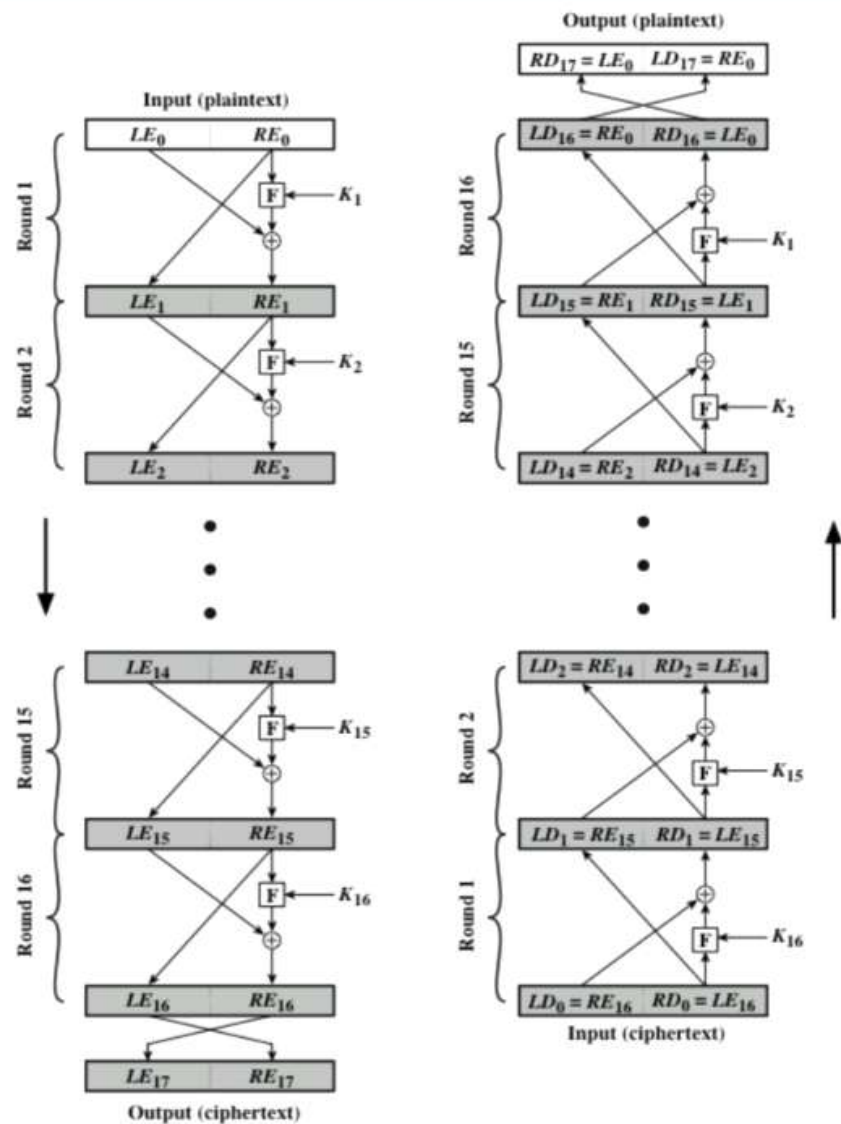 Input (plaintext)
LE0 RE0
Round 1
F
K1
LE1 RE1
Round 2
F
K2
LE2 RE2
LE14 RE14
Round 15
F
K15
LE15 RE15
Round 16
F
K16
LE16 RE16
LE17 RE17
Output (ciphertext)
Output (plaintext)
RD17 = LE0 LD17 = RE0
LD16 = RE0 RD16 = LE0
Round 16
F
K1
LD15 = RE1 RD15 = LE1
Round 15
F
K2
LD14 = RE2 RD14 = LE2
LD2 = RE14 RD2 = LE14
Round 2
F
K15
LD1 = RE15 RD1 = LE15
Round 1
F
K16
LD0 = RE16 RD0 = LE16
Input (ciphertext)